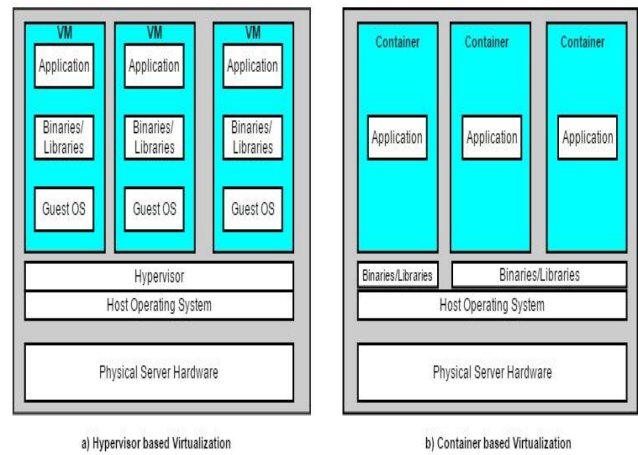 VM
Application
Binaries/
Libraries
Guest OS
VM
Application
Binaries/
Libraries
Guest OS
VM
Application
Binaries/
Libraries
Guest OS
Hypervisor
Host Operating System
Physical Server Hardware
a) Hypervisor based Virtualization
Container
Application
Container
Application
Container
Application
Binaries/Libraries
Binaries/Libraries
Host Operating System
Physical Server Hardware
b) Container based Virtualization